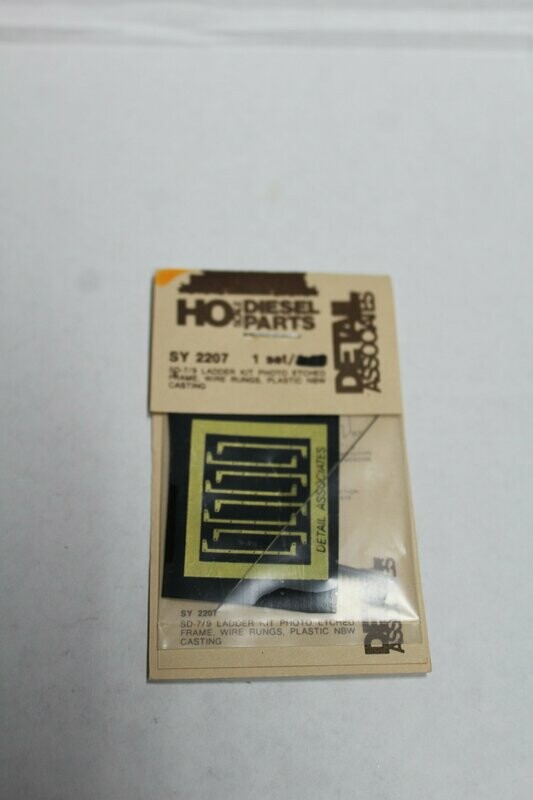 HO SCALE DIESEL PARTS
DETAIL ASSOCIATES
SY 2207 1 set/
SD-7/9 LADDER KIT PHOTO ETCHED
FRAME, WIRE RUNGS, PLASTIC NBW
CASTING
DETAIL ASSOCIATES
SY 2207
SD-7/9 LADDER KIT PHOTO ETCHED
FRAME, WIRE RUNGS, PLASTIC NBW
CASTING